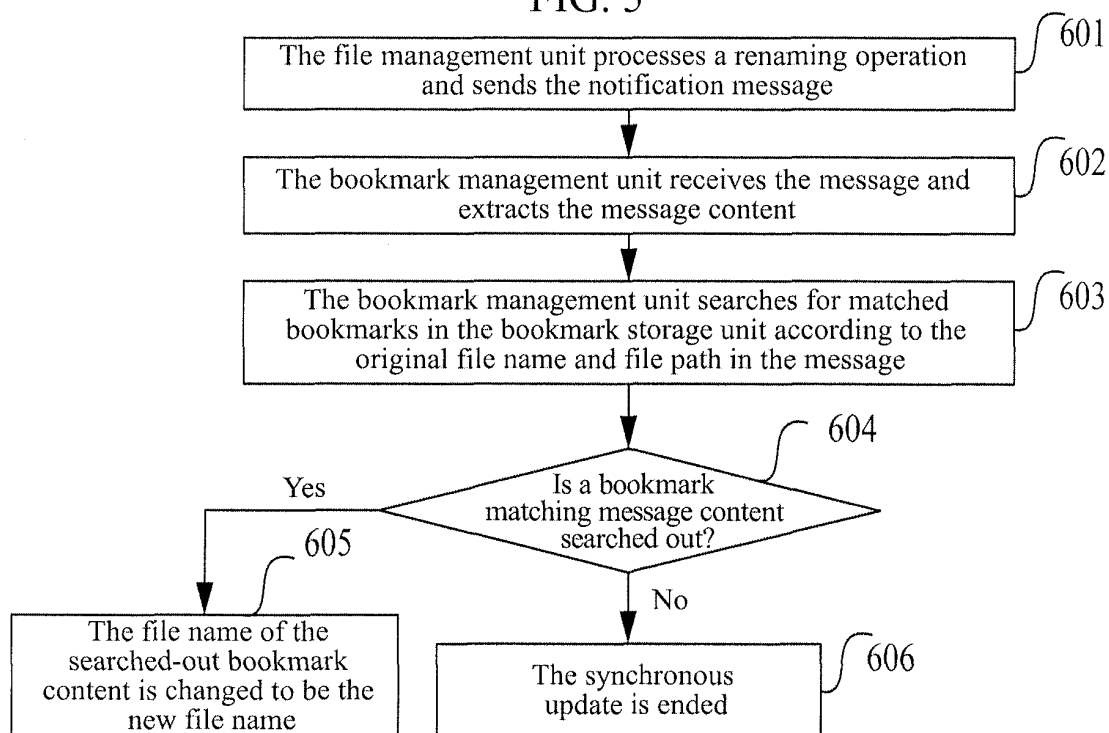 FIG. 5
601
The file management unit processes a renaming operation
and sends the notification message
602
The bookmark management unit receives the message and
extracts the message content
603
The bookmark management unit searches for matched
bookmarks in the bookmark storage unit according to the
original file name and file path in the message
604
Is a bookmark
matching message content
searched out?
Yes
605
No
The file name of the
searched-out bookmark
content is changed to be the
new file name
606
The synchronous
update is ended